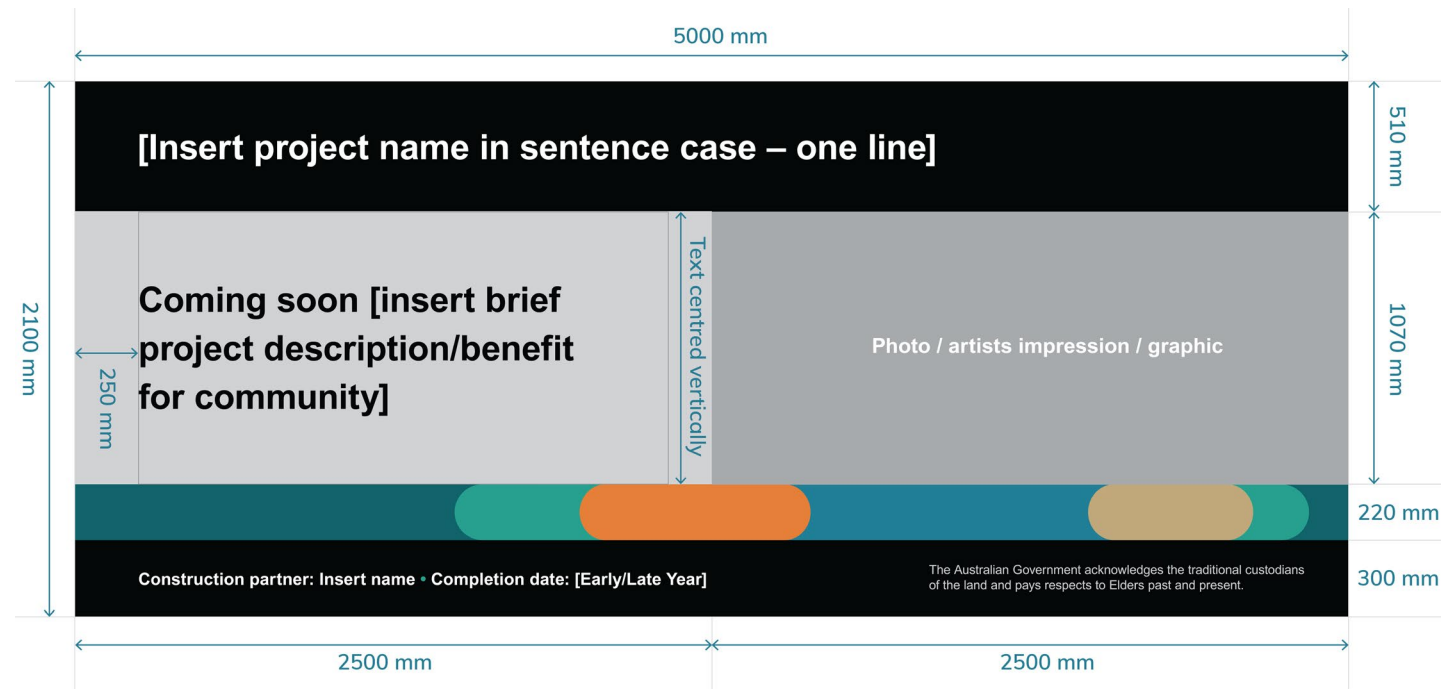 5000 mm
[Insert project name in sentence case – one line]
510 mm
2100 mm
250 mm
Coming soon [insert brief
project description/benefit
for community]
Text centred vertically
Photo / artists impression / graphic
1070 mm
220 mm
Construction partner: Insert name • Completion date: [Early/Late Year]
The Australian Government acknowledges the traditional custodians
of the land and pays respects to Elders past and present.
300 mm
2500 mm
2500 mm